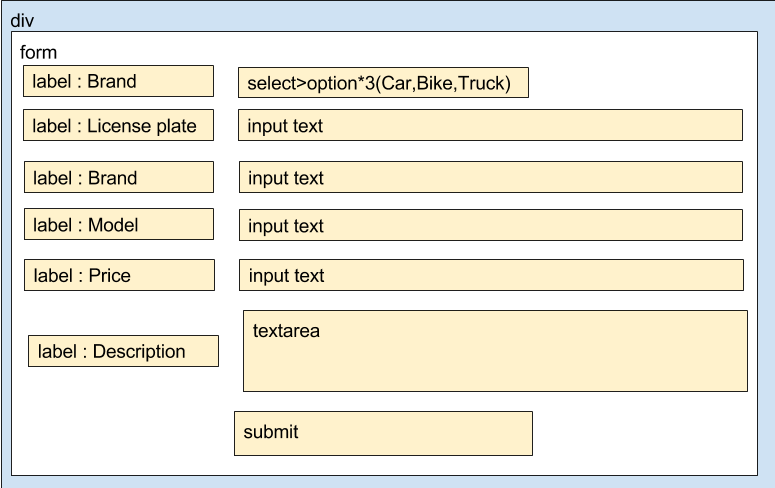 div
form
label : Brand
select>option*3(Car,Bike,Truck)
label : License plate
input text
label : Brand
input text
label : Model
input text
label : Price
input text
label : Description
textarea
submit